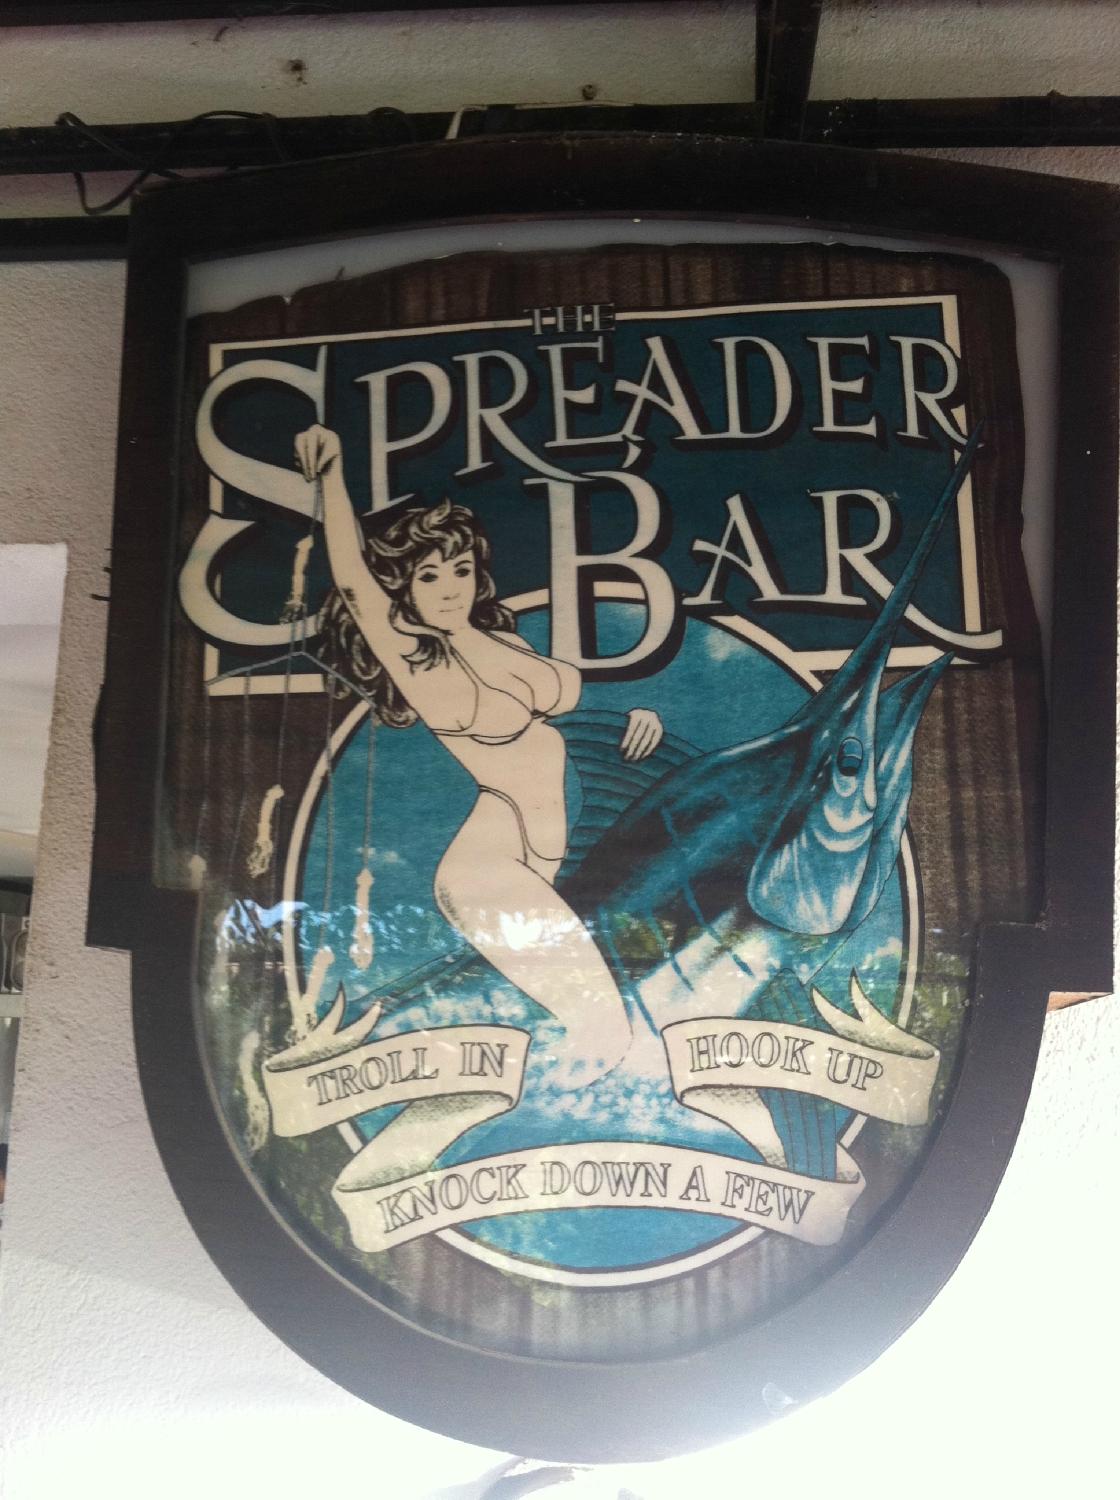 THE
SPREADER
BAR
TROLL IN
HOOK UP
KNOCK DOWN A FEW